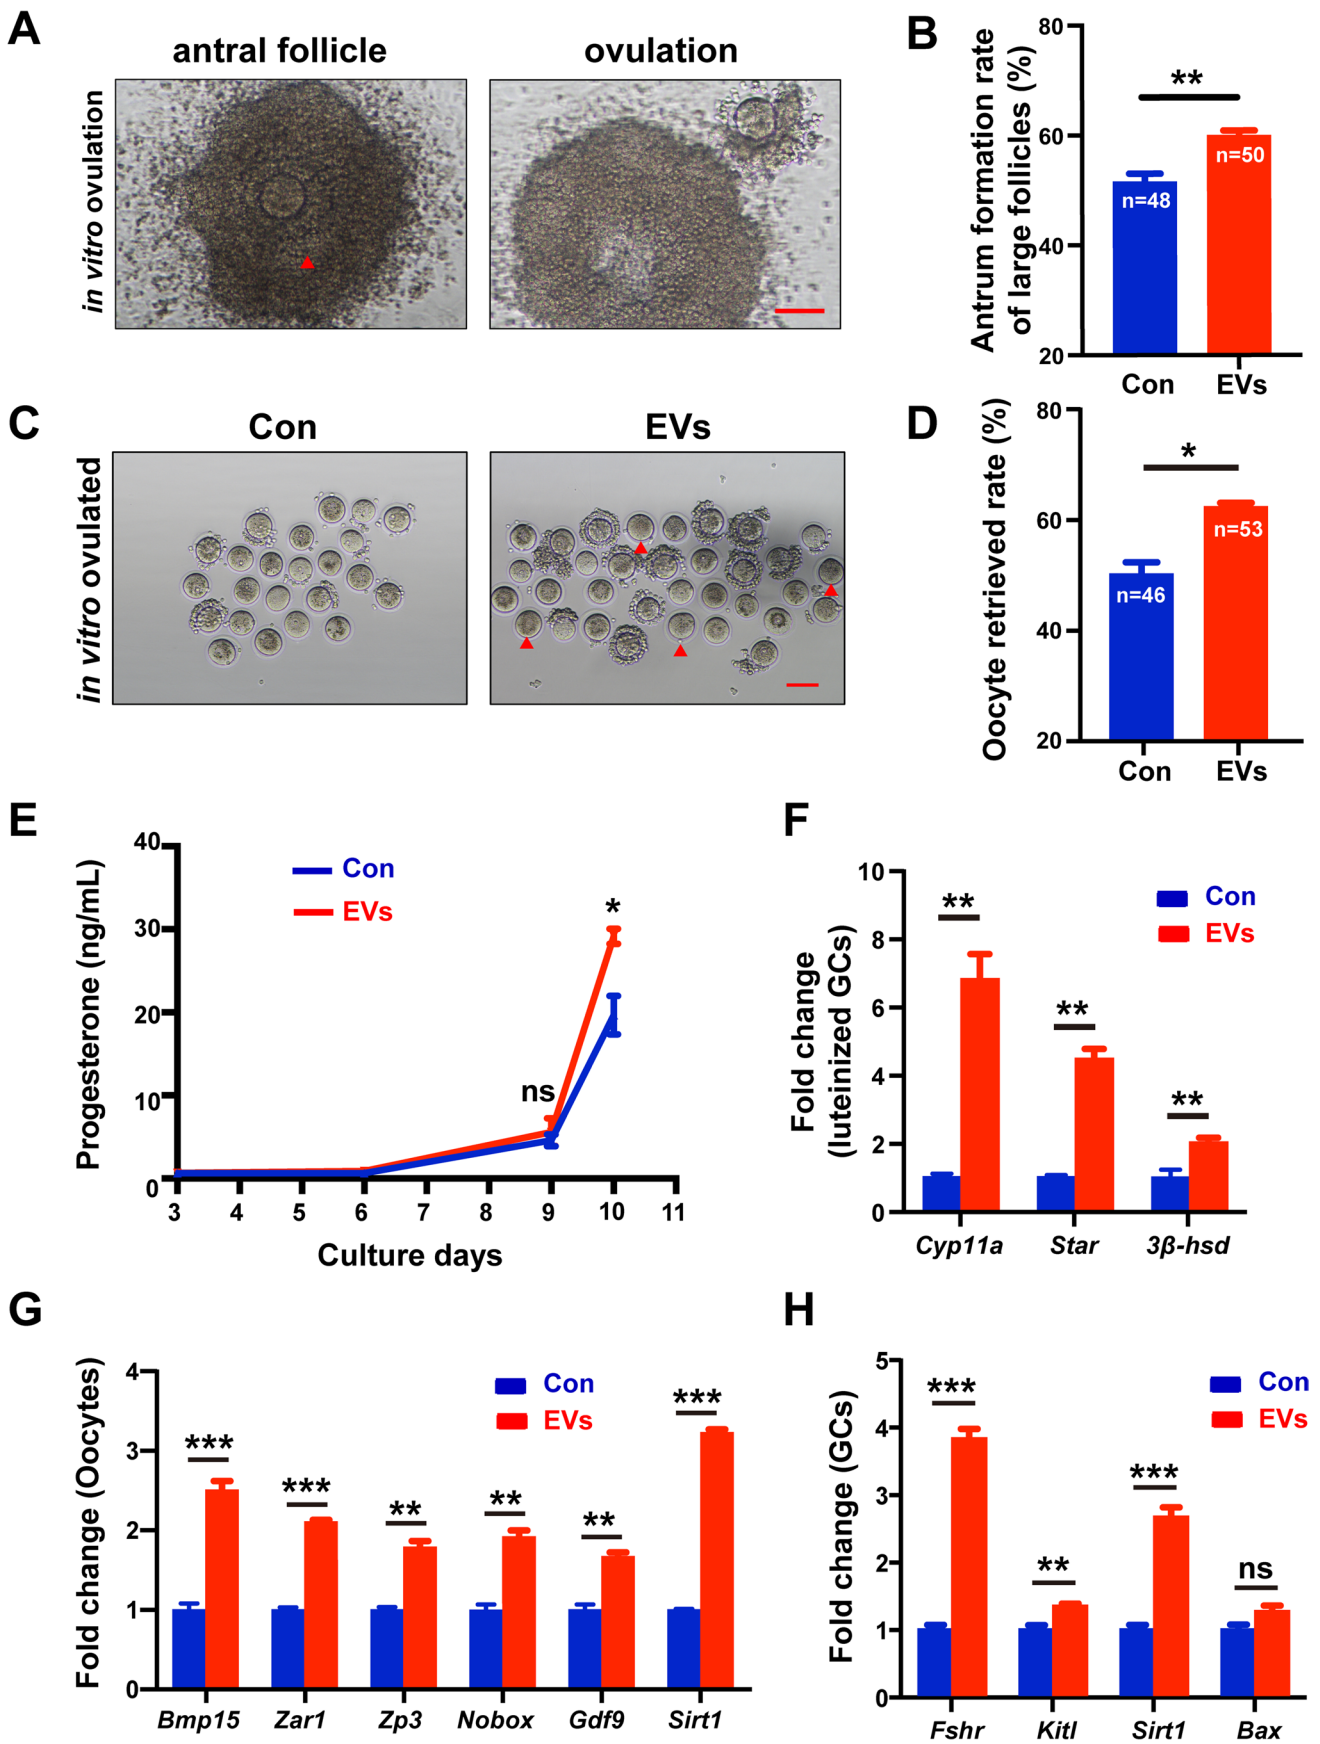 A
antral follicle
ovulation
in vitro ovulation
B
Antrum formation rate
of large follicles (%)
80
60
40
20
**
n=48
n=50
Con
EVs
C
Con
EVs
in vitro ovulated
D
Oocyte retrieved rate (%)
80
60
40
20
*
n=46
n=53
Con
EVs
E
Progesterone (ng/mL)
40
30
20
10
0
Con
EVs
ns
*
3 4 5 6 7 8 9 10 11
Culture days
F
Fold change
(luteinized GCs)
10
8
6
4
2
0
Con
EVs
** ** **
Cyp11a Star 3β-hsd
G
Fold change (Oocytes)
4
3
2
1
0
Con
EVs
*** *** ** ** ** ***
Bmp15 Zar1 Zp3 Nobox Gdf9 Sirt1
H
Fold change (GCs)
5
4
3
2
1
0
Con
EVs
*** ** *** ns
Fshr Kitl Sirt1 Bax